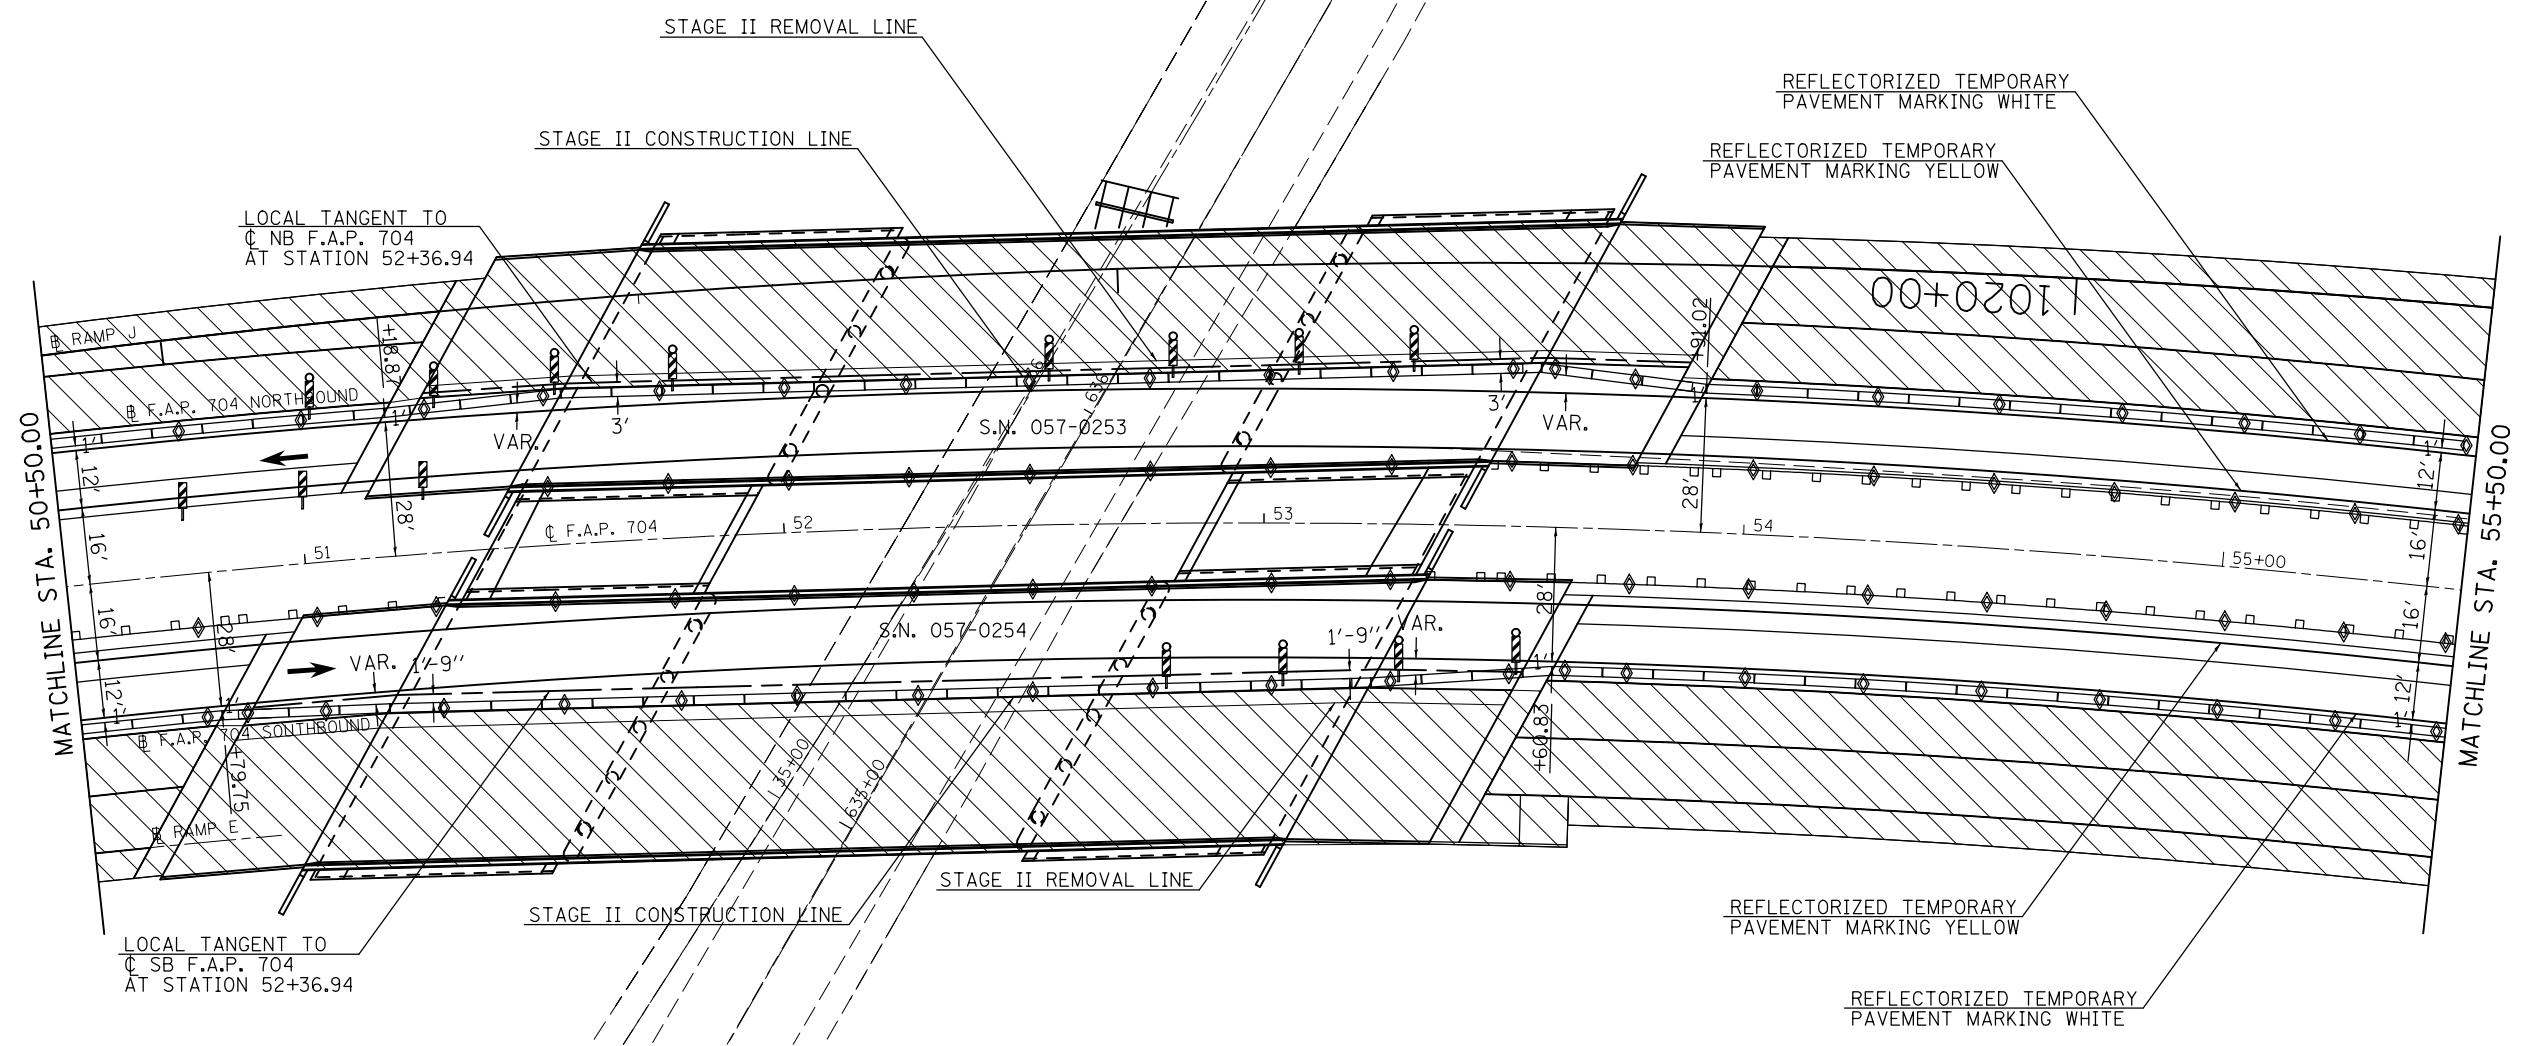 STAGE II REMOVAL LINE
STAGE II CONSTRUCTION LINE
REFLECTORIZED TEMPORARY
PAVEMENT MARKING WHITE
REFLECTORIZED TEMPORARY
PAVEMENT MARKING YELLOW
LOCAL TANGENT TO
℄ NB F.A.P. 704
AT STATION 52+36.94
1020+00
RAMP J
+18.87
+91.02
F.A.P. 704 NORTHBOUND
1'
1'
1'
1'
VAR.
3'
3'
VAR.
S.N. 057-0253
636
MATCHLINE STA. 50+50.00
MATCHLINE STA. 55+50.00
12'
12'
28'
28'
16'
16'
℄ F.A.P. 704
51
52
53
54
55+00
16'
16'
28'
28'
S.N. 057-0254
VAR.
1'-9"
1'-9"
VAR.
12'
12'
1'
1'
1'
1'
F.A.P. 704 SONTHBOUND
+79.75
+60.83
RAMP E
35+00
635+00
STAGE II REMOVAL LINE
STAGE II CONSTRUCTION LINE
LOCAL TANGENT TO
℄ SB F.A.P. 704
AT STATION 52+36.94
REFLECTORIZED TEMPORARY
PAVEMENT MARKING YELLOW
REFLECTORIZED TEMPORARY
PAVEMENT MARKING WHITE